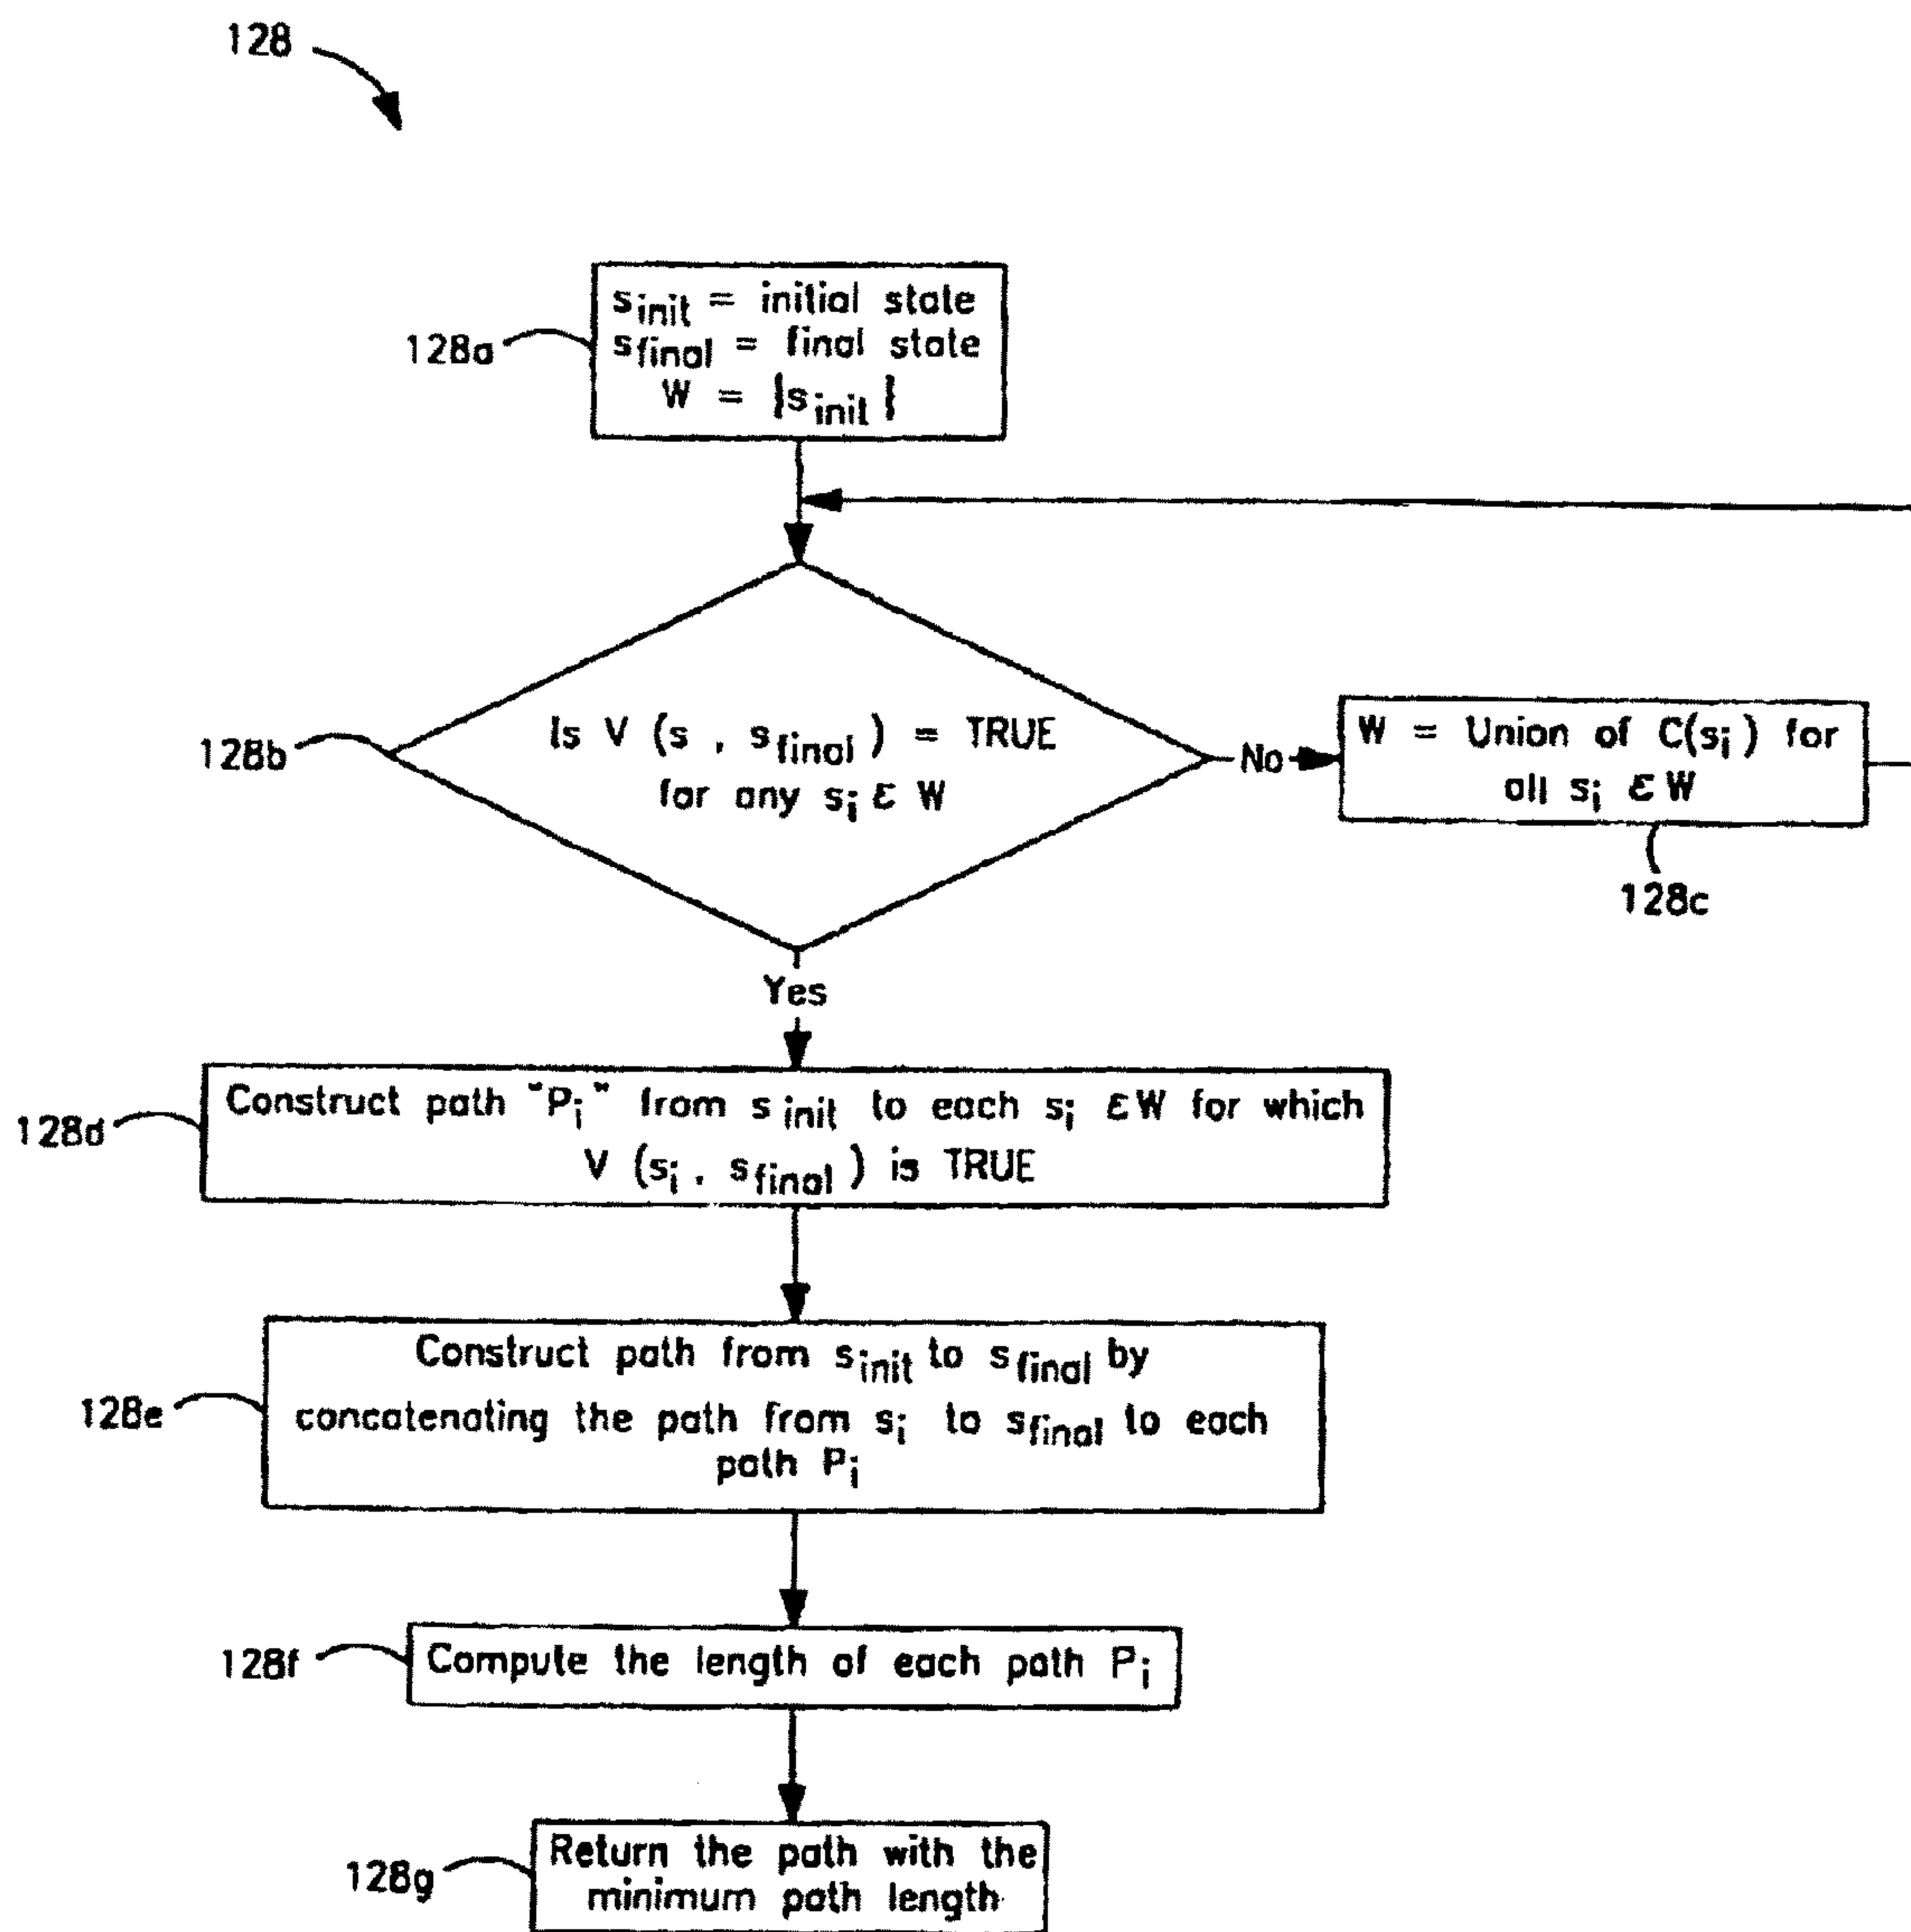 128
s_init = initial state
s_final = final state
W = {s_init}
128a
Is V (s , s_final) = TRUE
for any s_i ε W
128b
No
W = Union of C(s_i) for
all s_i ε W
128c
Yes
Construct path "P_i" from s_init to each s_i ε W for which
V (s_i , s_final) is TRUE
128d
Construct path from s_init to s_final by
concatenating the path from s_i to s_final to each
path P_i
128e
Compute the length of each path P_i
128f
Return the path with the
minimum path length
128g